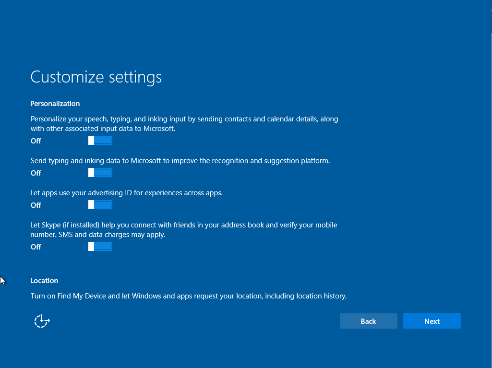 Customize settings
Personalization
Personalize your speech, typing, and inking input by sending contacts and calendar details, along
with other associated input data to Microsoft.
Off
Send typing and inking data to Microsoft to improve the recognition and suggestion platform.
Off
Let apps use your advertising ID for experiences across apps.
Off
Let Skype (if installed) help you connect with friends in your address book and verify your mobile
number. SMS and data charges may apply.
Off
Location
Turn on Find My Device and let Windows and apps request your location, including location history.
Back
Next